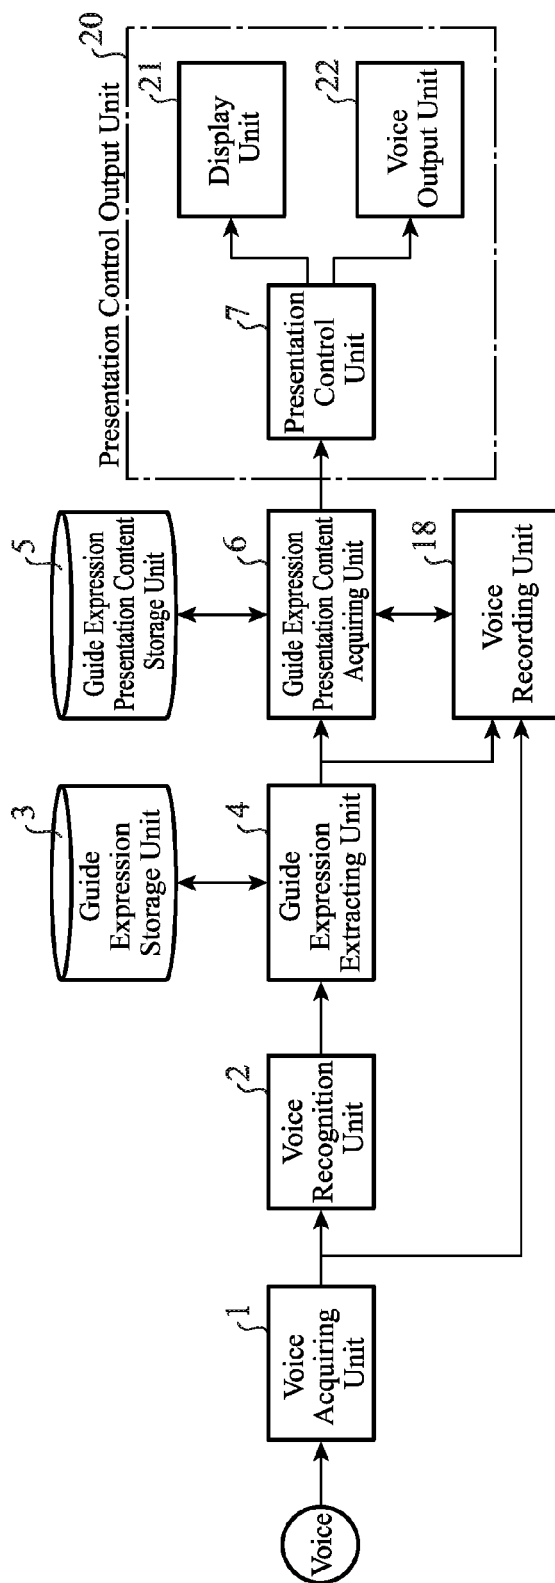 Voice
1
Voice
Acquiring
Unit
2
Voice
Recognition
Unit
3
Guide
Expression
Storage Unit
4
Guide
Expression
Extracting Unit
5
Guide Expression
Presentation Content
Storage Unit
6
Guide Expression
Presentation Content
Acquiring Unit
18
Voice
Recording Unit
Presentation Control Output Unit 20
7
Presentation
Control
Unit
21
Display
Unit
22
Voice
Output Unit